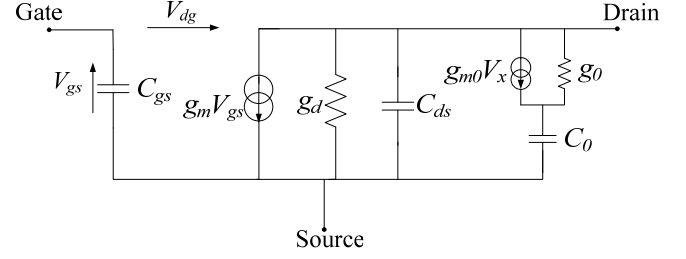 Gate
V_dg
Drain
V_gs
C_gs
g_mV_gs
g_d
C_ds
g_m0V_x
g_0
C_0
Source